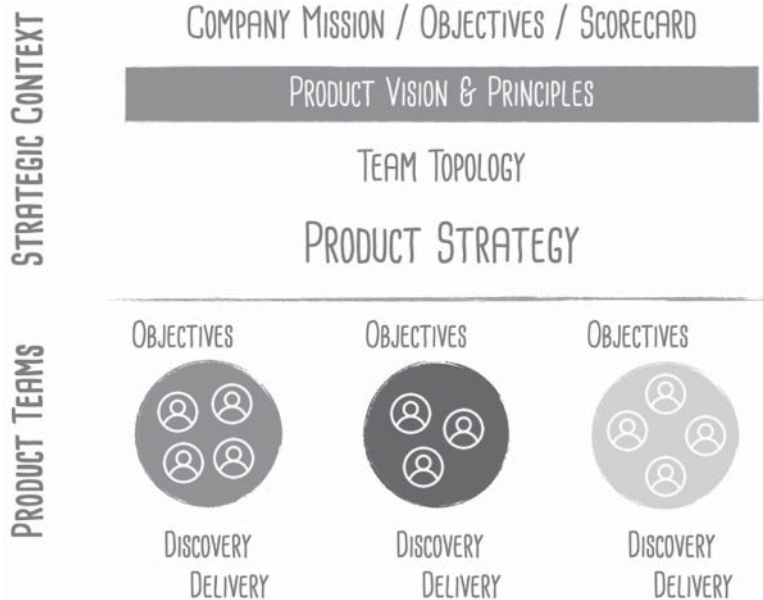 STRATEGIC CONTEXT
COMPANY MISSION / OBJECTIVES / SCORECARD
PRODUCT VISION & PRINCIPLES
TEAM TOPOLOGY
PRODUCT STRATEGY
PRODUCT TEAMS
OBJECTIVES
OBJECTIVES
OBJECTIVES
DISCOVERY
DELIVERY
DISCOVERY
DELIVERY
DISCOVERY
DELIVERY